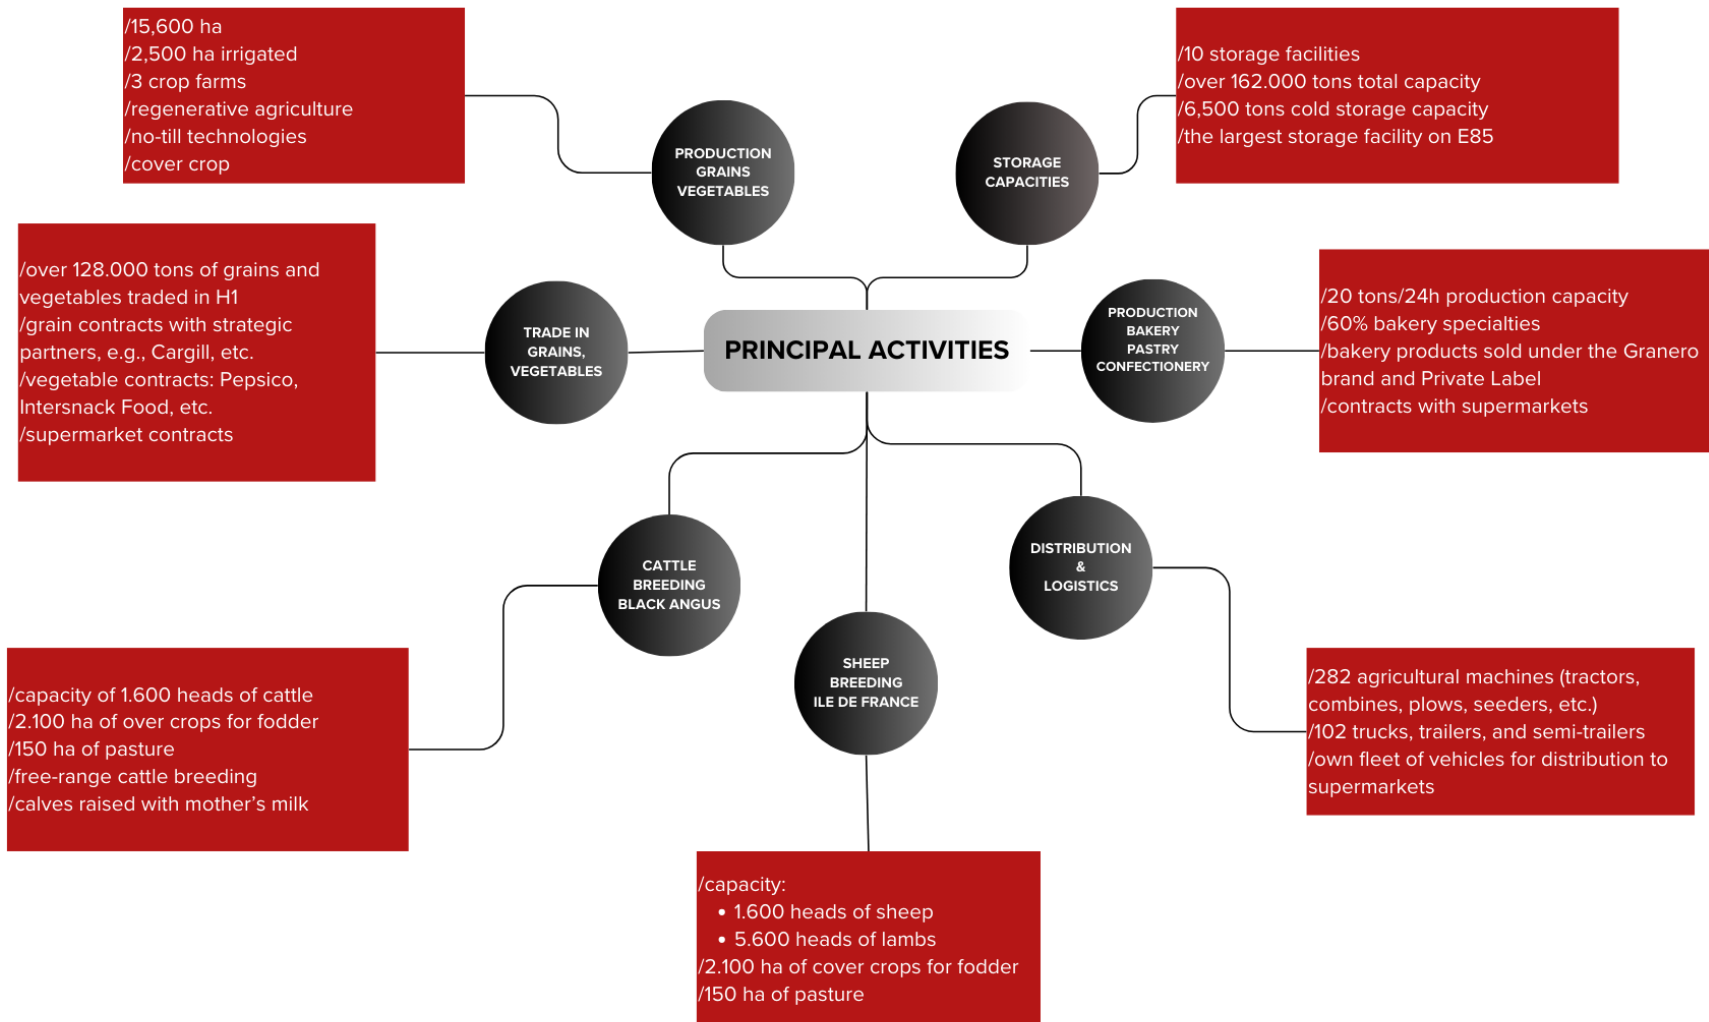 /15,600 ha
/2,500 ha irrigated
/3 crop farms
/regenerative agriculture
/no-till technologies
/cover crop
PRODUCTION
GRAINS
VEGETABLES
STORAGE
CAPACITIES
/10 storage facilities
/over 162.000 tons total capacity
/6,500 tons cold storage capacity
/the largest storage facility on E85
/over 128.000 tons of grains and
vegetables traded in H1
/grain contracts with strategic
partners, e.g., Cargill, etc.
/vegetable contracts: Pepsico,
Intersnack Food, etc.
/supermarket contracts
TRADE IN
GRAINS,
VEGETABLES
PRINCIPAL ACTIVITIES
PRODUCTION
BAKERY
PASTRY
CONFECTIONERY
/20 tons/24h production capacity
/60% bakery specialties
/bakery products sold under the Granero
brand and Private Label
/contracts with supermarkets
CATTLE
BREEDING
BLACK ANGUS
DISTRIBUTION
&
LOGISTICS
/capacity of 1.600 heads of cattle
/2.100 ha of over crops for fodder
/150 ha of pasture
/free-range cattle breeding
/calves raised with mother's milk
SHEEP
BREEDING
ILE DE FRANCE
/282 agricultural machines (tractors,
combines, plows, seeders, etc.)
/102 trucks, trailers, and semi-trailers
/own fleet of vehicles for distribution to
supermarkets
/capacity:
• 1.600 heads of sheep
• 5.600 heads of lambs
/2.100 ha of cover crops for fodder
/150 ha of pasture